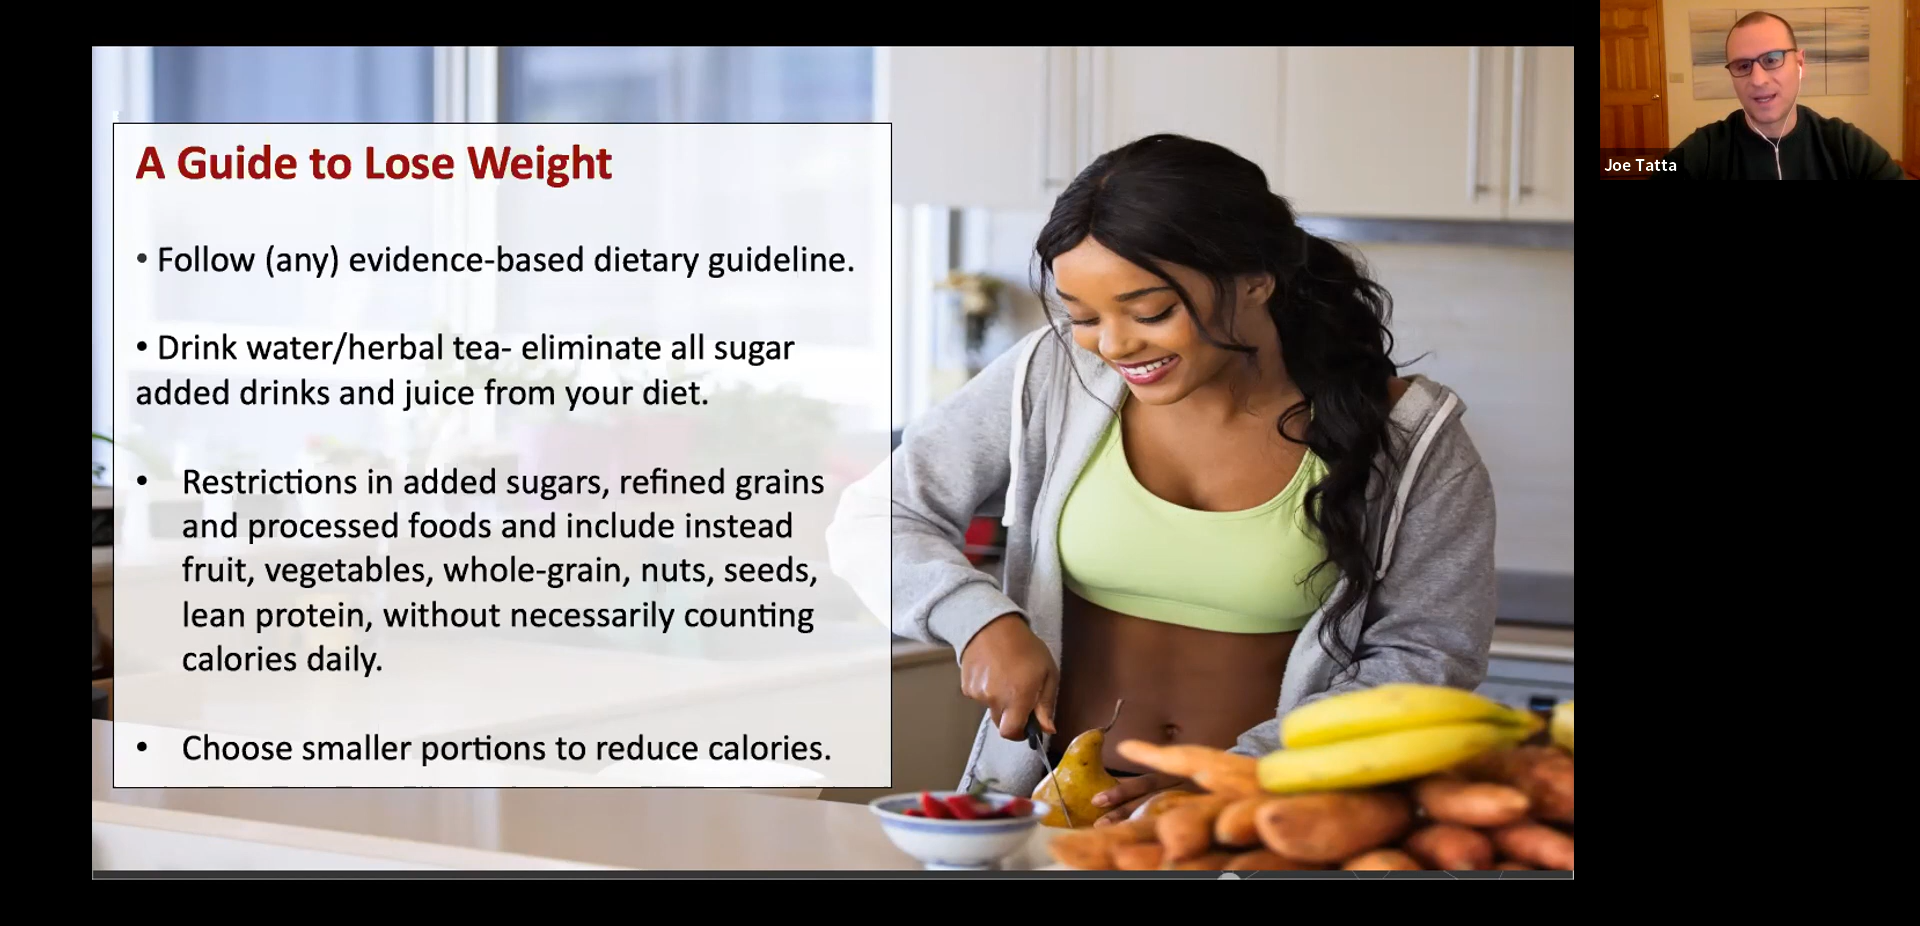 A Guide to Lose Weight
• Follow (any) evidence-based dietary guideline.
• Drink water/herbal tea- eliminate all sugar
added drinks and juice from your diet.
• Restrictions in added sugars, refined grains
and processed foods and include instead
fruit, vegetables, whole-grain, nuts, seeds,
lean protein, without necessarily counting
calories daily.
• Choose smaller portions to reduce calories.
Joe Tatta